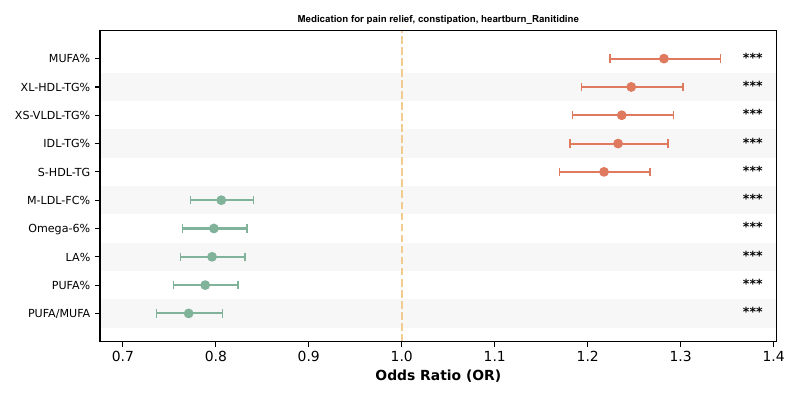 Medication for pain relief, constipation, heartburn_Ranitidine
MUFA% ***
XL-HDL-TG% ***
XS-VLDL-TG% ***
IDL-TG% ***
S-HDL-TG ***
M-LDL-FC% ***
Omega-6% ***
LA% ***
PUFA% ***
PUFA/MUFA ***
0.7 0.8 0.9 1.0 1.1 1.2 1.3 1.4
Odds Ratio (OR)